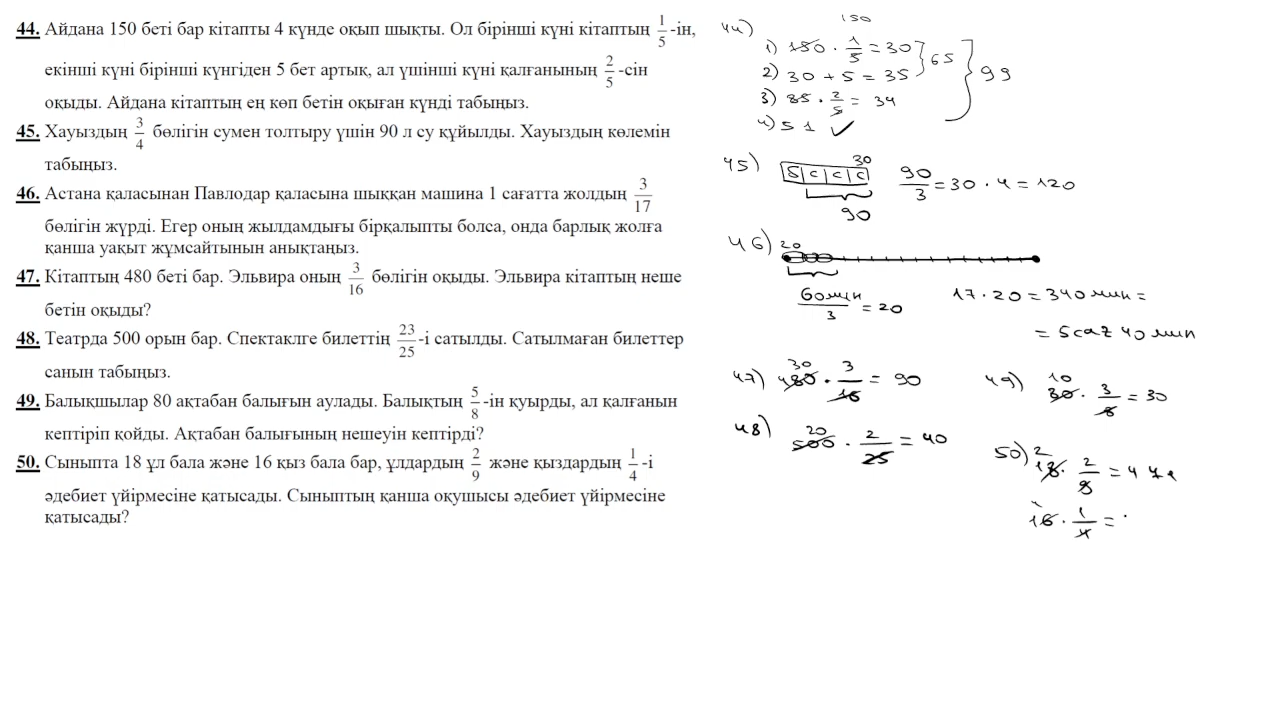 44. Айдана 150 беті бар кітапты 4 күнде оқып шықты. Ол бірінші күні кітаптың 1/5 -ін,
екінші күні бірінші күнгіден 5 бет артық, ал үшінші күні қалғанының 2/5 -сін
оқыды. Айдана кітаптың ең көп бетін оқыған күнді табыңыз.
45. Хауыздың 3/4 бөлігін сумен толтыру үшін 90 л су құйылды. Хауыздың көлемін
табыңыз.
46. Астана қаласынан Павлодар қаласына шыққан машина 1 сағатта жолдың 3/17
бөлігін жүрді. Егер оның жылдамдығы бірқалыпты болса, онда барлық жолға
қанша уақыт жұмсайтынын анықтаңыз.
47. Кітаптың 480 беті бар. Эльвира оның 3/16 бөлігін оқыды. Эльвира кітаптың неше
бетін оқыды?
48. Театрда 500 орын бар. Спектаклге билеттің 23/25 -і сатылды. Сатылмаған билеттер
санын табыңыз.
49. Балықшылар 80 ақтабан балығын аулады. Балықтың 5/8 -ін қуырды, ал қалғанын
кептіріп қойды. Ақтабан балығының нешеуін кептірді?
50. Сыныпта 18 ұл бала және 16 қыз бала бар, ұлдардың 2/9 және қыздардың 1/4 -і
әдебиет үйірмесіне қатысады. Сыныптың қанша оқушысы әдебиет үйірмесіне
қатысады?
44)
150
1) 150 · 1/5 = 30
2) 30 + 5 = 35
65
3) 85 · 2/5 = 34
99
4) 51 ✓
45)
30
90/3 = 30 · 4 = 120
90
46) 20
60мин/3 = 20
17 · 20 = 340 мин =
= 5 сағ 40 мин
47) 30
480 · 3/16 = 90
48) 20
500 · 2/25 = 40
49) 10
80 · 3/8 = 30
50) 2
18 · 2/9 = 4
16 · 1/4 =